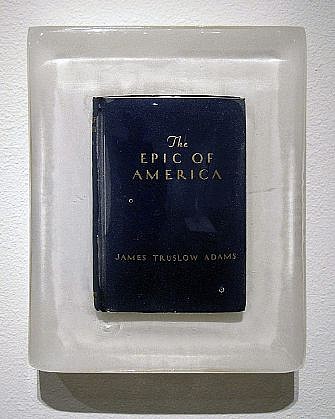 The
EPIC OF
AMERICA
JAMES TRUSLOW ADAMS